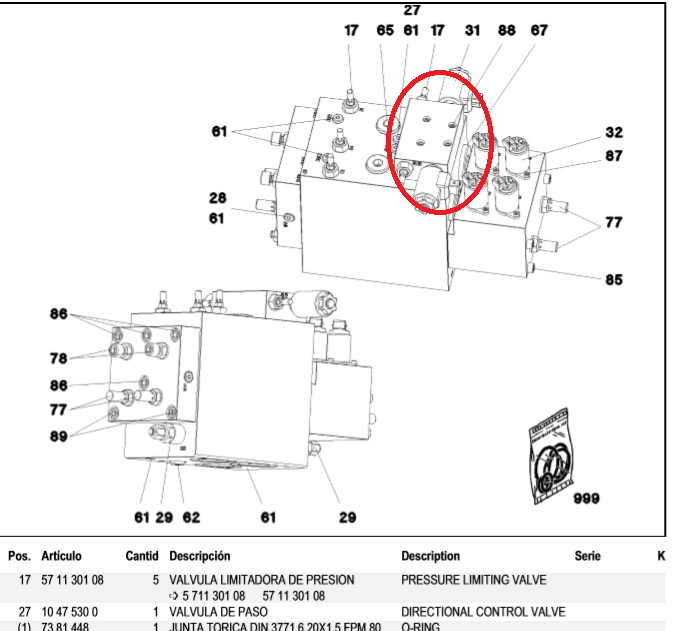 27
17 65 61 17 31 88 67
61
32
87
28
61
77
85
86
78
86
77
89
999
61 29 62 61 29
Pos. Artículo Cantid Descripción Description Serie K
17 57 11 301 08 5 VALVULA LIMITADORA DE PRESION PRESSURE LIMITING VALVE
➪ 5 711 301 08 57 11 301 08
27 10 47 530 0 1 VALVULA DE PASO DIRECTIONAL CONTROL VALVE
(1) 73 81 448 1 JUNTA TORICA DIN 3771 6,20X1,5 FPM 80 O-RING